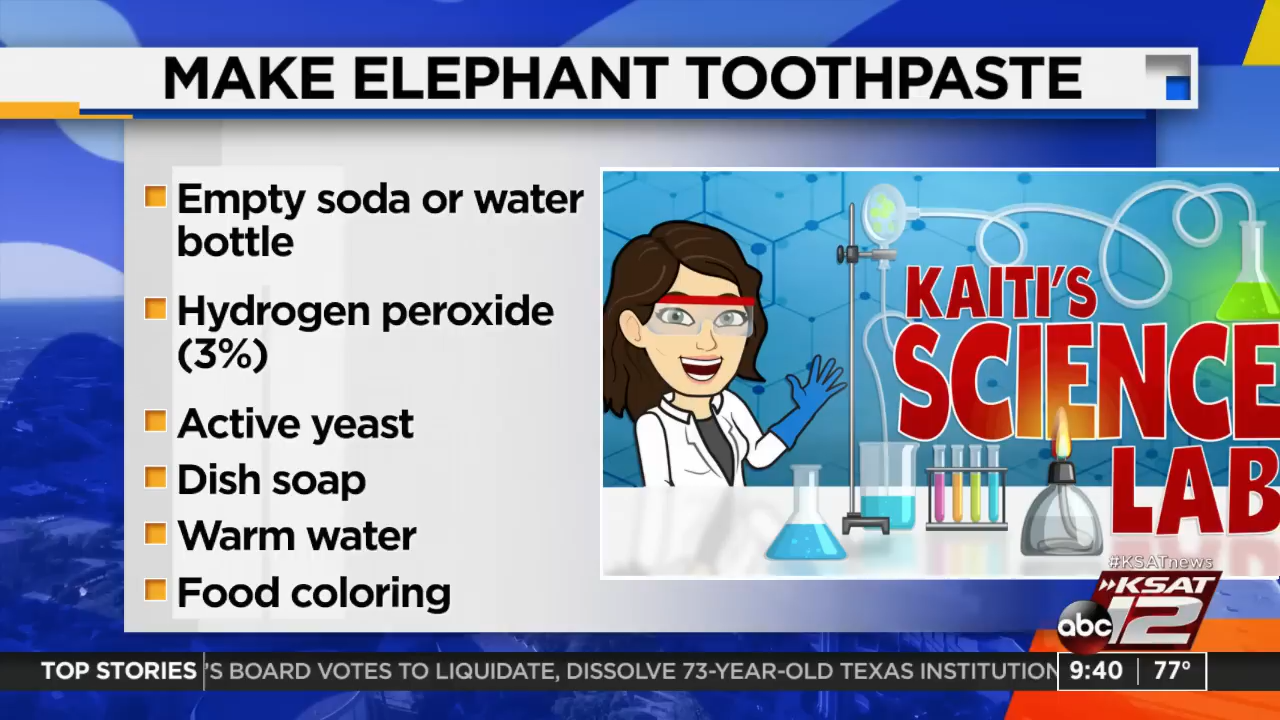 MAKE ELEPHANT TOOTHPASTE
Empty soda or water
bottle
Hydrogen peroxide
(3%)
Active yeast
Dish soap
Warm water
Food coloring
KAITI'S
SCIENCE
LAB
#KSATnews
KSAT
abc 12
TOP STORIES 'S BOARD VOTES TO LIQUIDATE, DISSOLVE 73-YEAR-OLD TEXAS INSTITUTION 9:40 77°